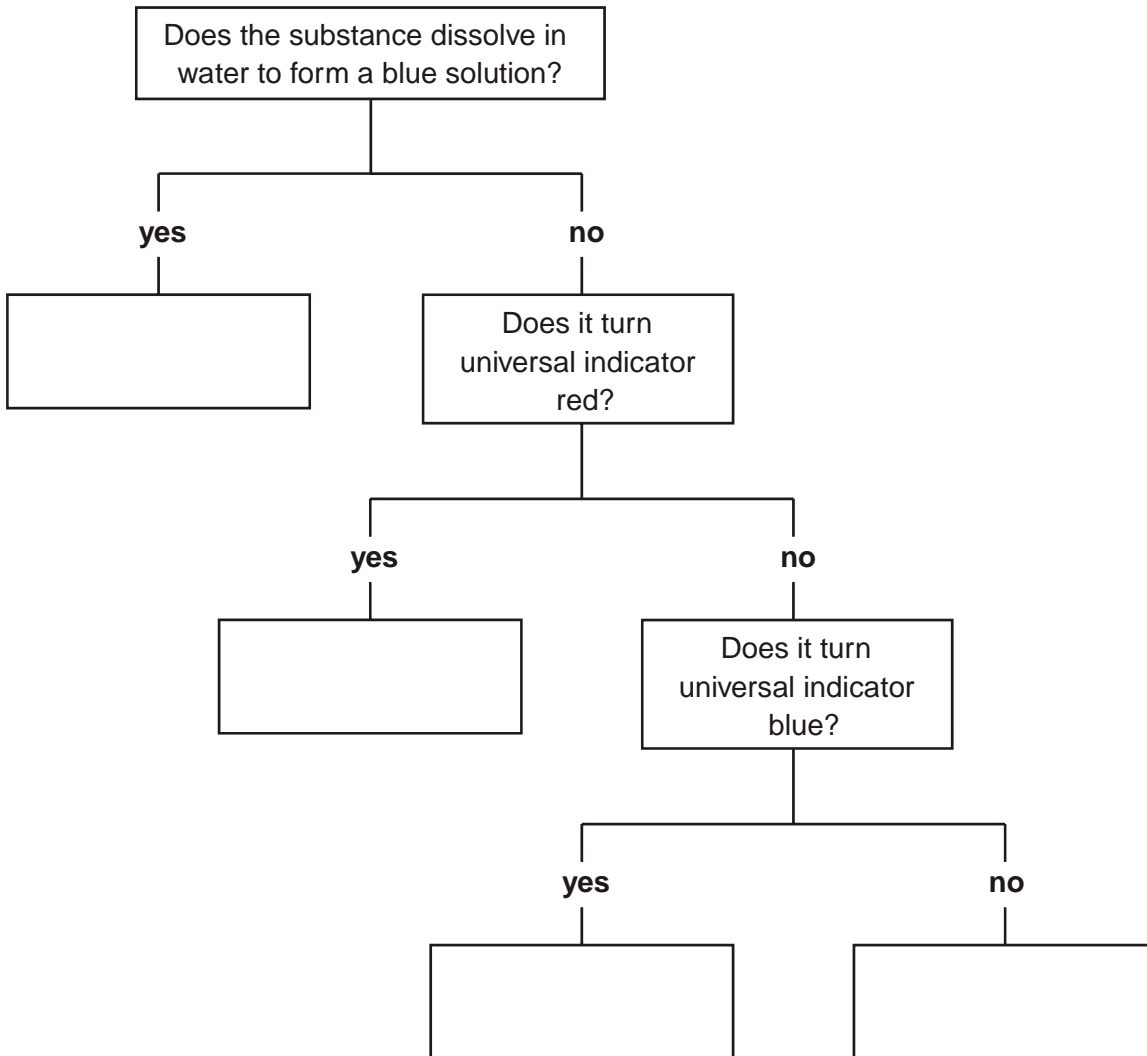 Does the substance dissolve in
water to form a blue solution?
yes
no
Does it turn
universal indicator
red?
yes
no
Does it turn
universal indicator
blue?
yes
no